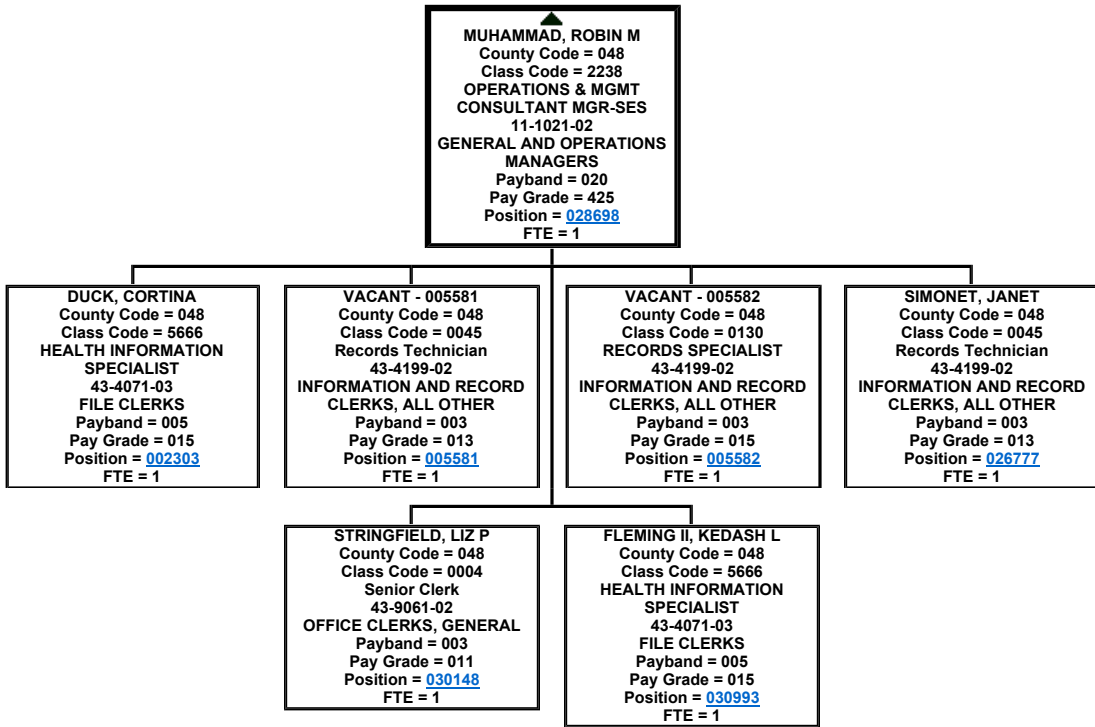 MUHAMMAD, ROBIN M
County Code = 048
Class Code = 2238
OPERATIONS & MGMT
CONSULTANT MGR-SES
11-1021-02
GENERAL AND OPERATIONS
MANAGERS
Payband = 020
Pay Grade = 425
Position = 028698
FTE = 1
DUCK, CORTINA
County Code = 048
Class Code = 5666
HEALTH INFORMATION
SPECIALIST
43-4071-03
FILE CLERKS
Payband = 005
Pay Grade = 015
Position = 002303
FTE = 1
VACANT - 005581
County Code = 048
Class Code = 0045
Records Technician
43-4199-02
INFORMATION AND RECORD
CLERKS, ALL OTHER
Payband = 003
Pay Grade = 013
Position = 005581
FTE = 1
VACANT - 005582
County Code = 048
Class Code = 0130
RECORDS SPECIALIST
43-4199-02
INFORMATION AND RECORD
CLERKS, ALL OTHER
Payband = 003
Pay Grade = 015
Position = 005582
FTE = 1
SIMONET, JANET
County Code = 048
Class Code = 0045
Records Technician
43-4199-02
INFORMATION AND RECORD
CLERKS, ALL OTHER
Payband = 003
Pay Grade = 013
Position = 026777
FTE = 1
STRINGFIELD, LIZ P
County Code = 048
Class Code = 0004
Senior Clerk
43-9061-02
OFFICE CLERKS, GENERAL
Payband = 003
Pay Grade = 011
Position = 030148
FTE = 1
FLEMING II, KEDASH L
County Code = 048
Class Code = 5666
HEALTH INFORMATION
SPECIALIST
43-4071-03
FILE CLERKS
Payband = 005
Pay Grade = 015
Position = 030993
FTE = 1